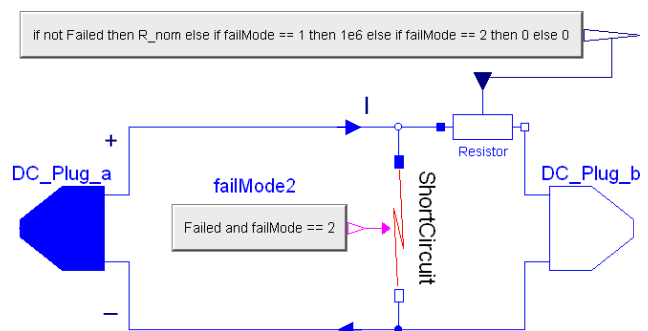 if not Failed then R_nom else if failMode == 1 then 1e6 else if failMode == 2 then 0 else 0
I
+
Resistor
DC_Plug_a
failMode2
ShortCircuit
DC_Plug_b
Failed and failMode == 2
−